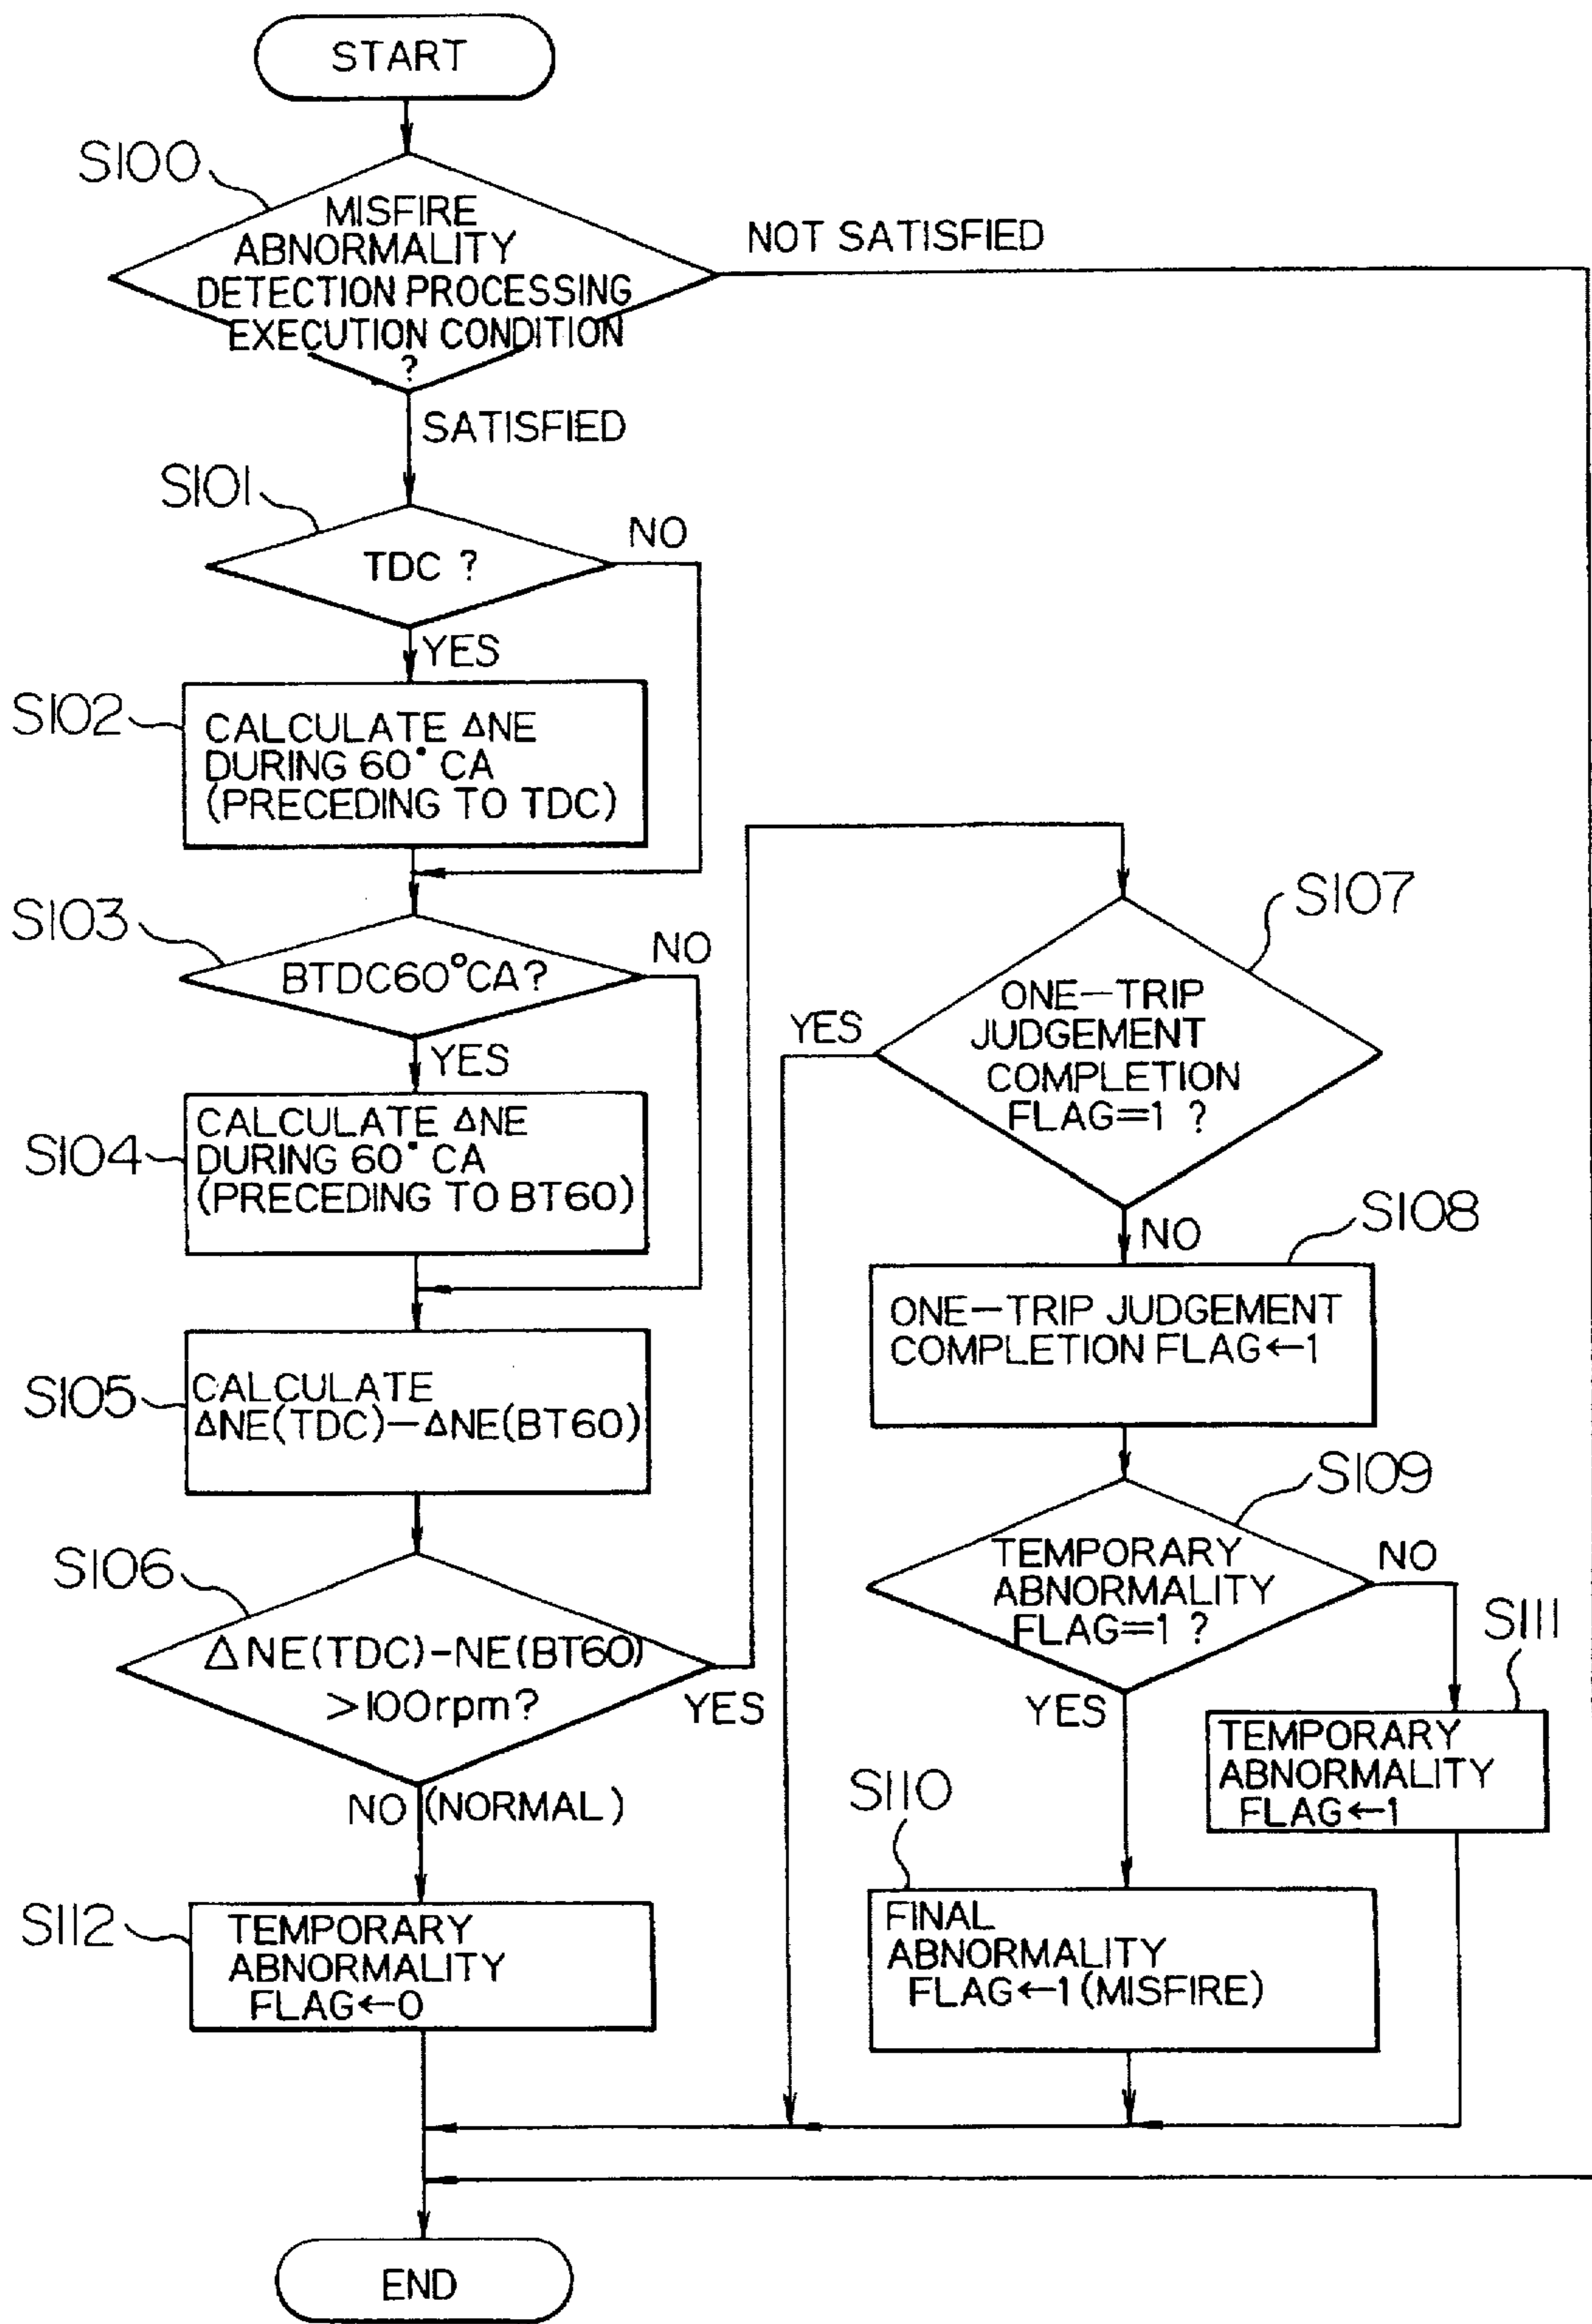 START
S100
MISFIRE
ABNORMALITY
DETECTION PROCESSING
EXECUTION CONDITION
?
NOT SATISFIED
SATISFIED
S101
TDC ?
NO
YES
S102
CALCULATE ΔNE
DURING 60° CA
(PRECEDING TO TDC)
S103
BTDC60°CA?
NO
YES
S104
CALCULATE ΔNE
DURING 60° CA
(PRECEDING TO BT60)
S105
CALCULATE
ΔNE(TDC)—ΔNE(BT60)
S106
ΔNE(TDC)-NE(BT60)
>100rpm?
YES
NO (NORMAL)
S112
TEMPORARY
ABNORMALITY
FLAG←0
S107
ONE—TRIP
JUDGEMENT
COMPLETION
FLAG=1 ?
YES
NO
S108
ONE—TRIP JUDGEMENT
COMPLETION FLAG←1
S109
TEMPORARY
ABNORMALITY
FLAG=1 ?
NO
YES
S111
TEMPORARY
ABNORMALITY
FLAG←1
S110
FINAL
ABNORMALITY
FLAG←1 (MISFIRE)
END